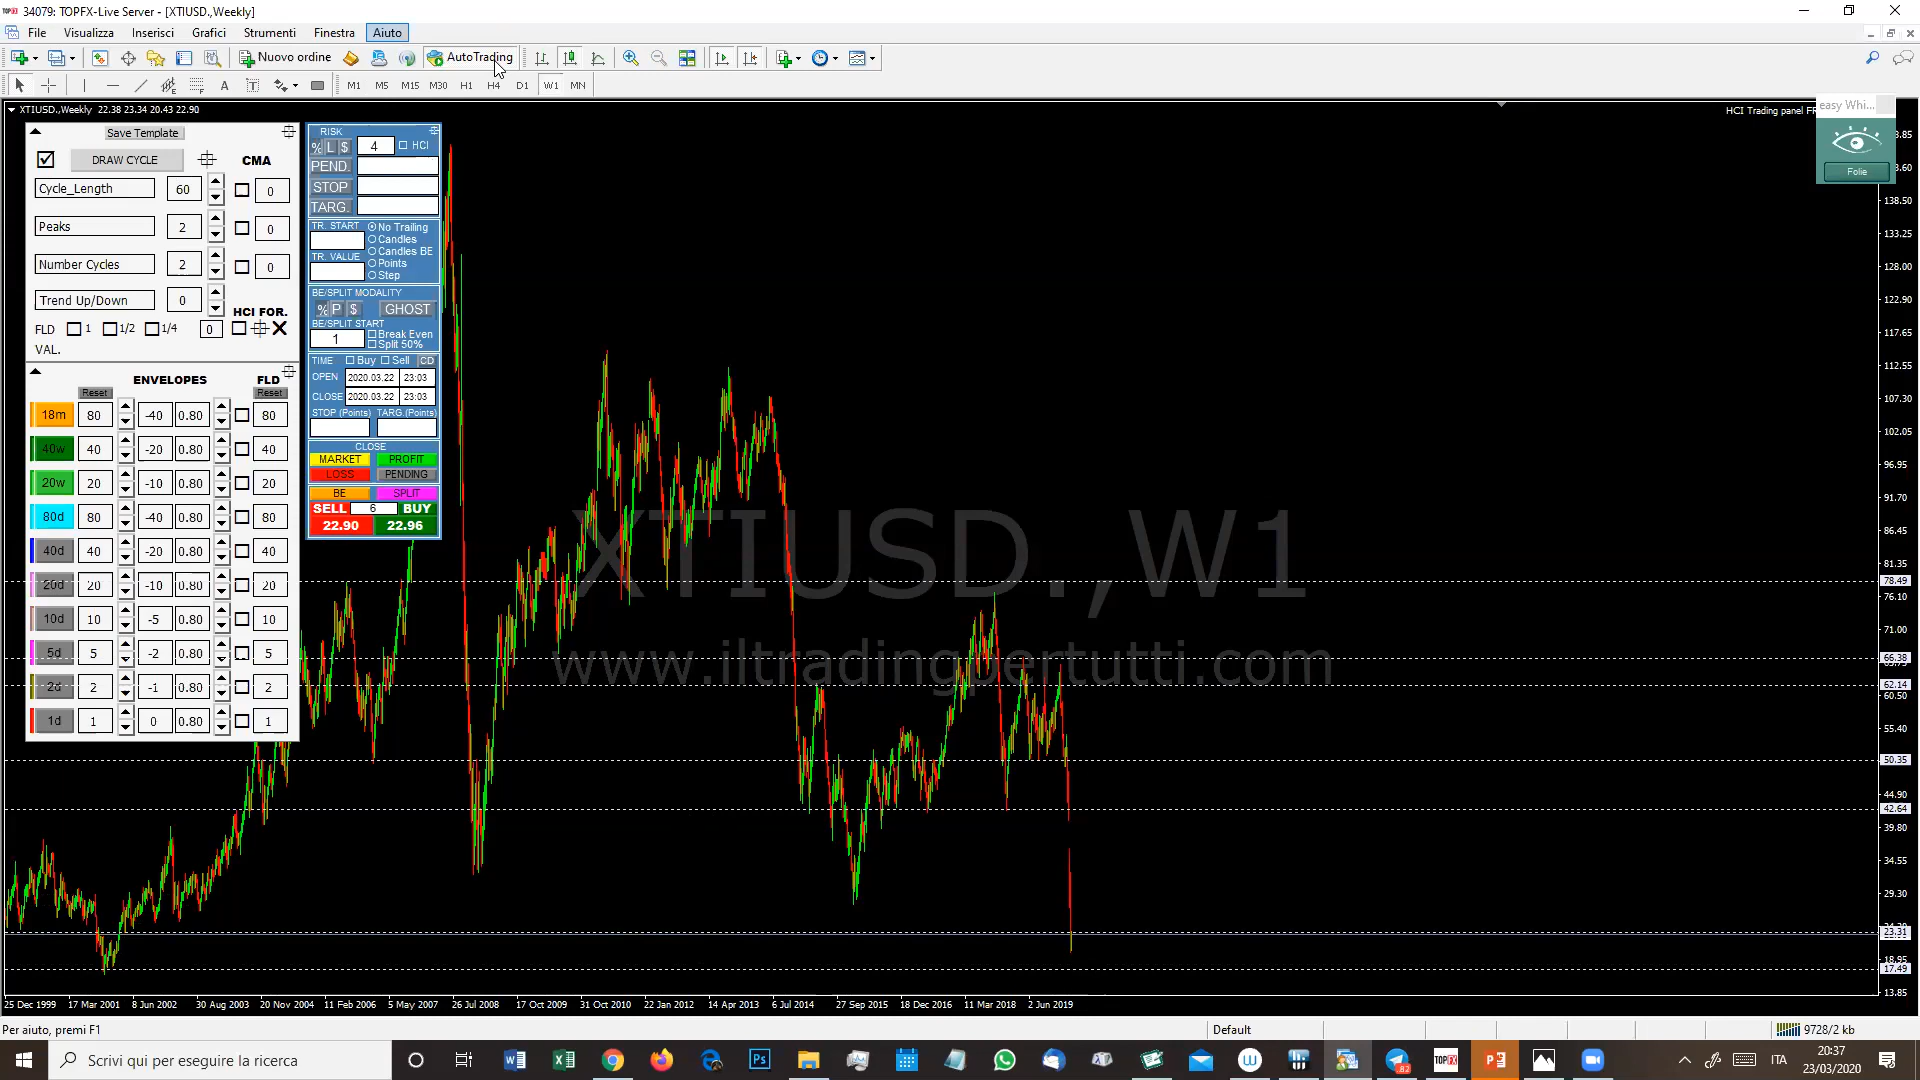 34079: TOPFX-Live Server - [XTIUSD.,Weekly]
File Visualizza Inserisci Grafici Strumenti Finestra Aiuto
Nuovo ordine AutoTrading
A T M1 M5 M15 M30 H1 H4 D1 W1 MN
XTIUSD.,Weekly 22.38 23.34 20.43 22.90
HCI Trading panel FR
easy Whi...
Folie
Save Template
DRAW CYCLE CMA
Cycle_Length 60 0
Peaks 2 0
Number Cycles 2 0
Trend Up/Down 0
HCI FOR.
FLD 1 1/2 1/4 0
VAL.
ENVELOPES FLD
Reset Reset
18m 80 -40 0.80 80
40w 40 -20 0.80 40
20w 20 -10 0.80 20
80d 80 -40 0.80 80
40d 40 -20 0.80 40
20d 20 -10 0.80 20
10d 10 -5 0.80 10
5d 5 -2 0.80 5
2d 2 -1 0.80 2
1d 1 0 0.80 1
RISK
% L $ 4 HCI
PEND.
STOP
TARG.
TR. START No Trailing
Candles
TR. VALUE Candles BE
Points
Step
BE/SPLIT MODALITY
% P $ GHOST
BE/SPLIT START
1 Break Even
Split 50%
TIME Buy Sell CD
OPEN 2020.03.22 23:03
CLOSE 2020.03.22 23:03
STOP (Points) TARG.(Points)
CLOSE
MARKET PROFIT
LOSS PENDING
BE SPLIT
SELL 6 BUY
22.90 22.96
XTIUSD.,W1
www.iltradingpertutti.com
138.50
133.25
128.00
122.90
117.65
112.55
107.30
102.05
96.95
91.70
86.45
81.35
78.49
76.10
71.00
66.38
62.14
60.50
55.40
50.35
44.90
42.64
39.80
34.55
29.30
23.31
18.95
17.49
13.85
25 Dec 1999 17 Mar 2001 8 Jun 2002 30 Aug 2003 20 Nov 2004 11 Feb 2006 5 May 2007 26 Jul 2008 17 Oct 2009 31 Oct 2010 22 Jan 2012 14 Apr 2013 6 Jul 2014 27 Sep 2015 18 Dec 2016 11 Mar 2018 2 Jun 2019
Per aiuto, premi F1 Default 9728/2 kb
Scrivi qui per eseguire la ricerca
ITA
20:37
23/03/2020